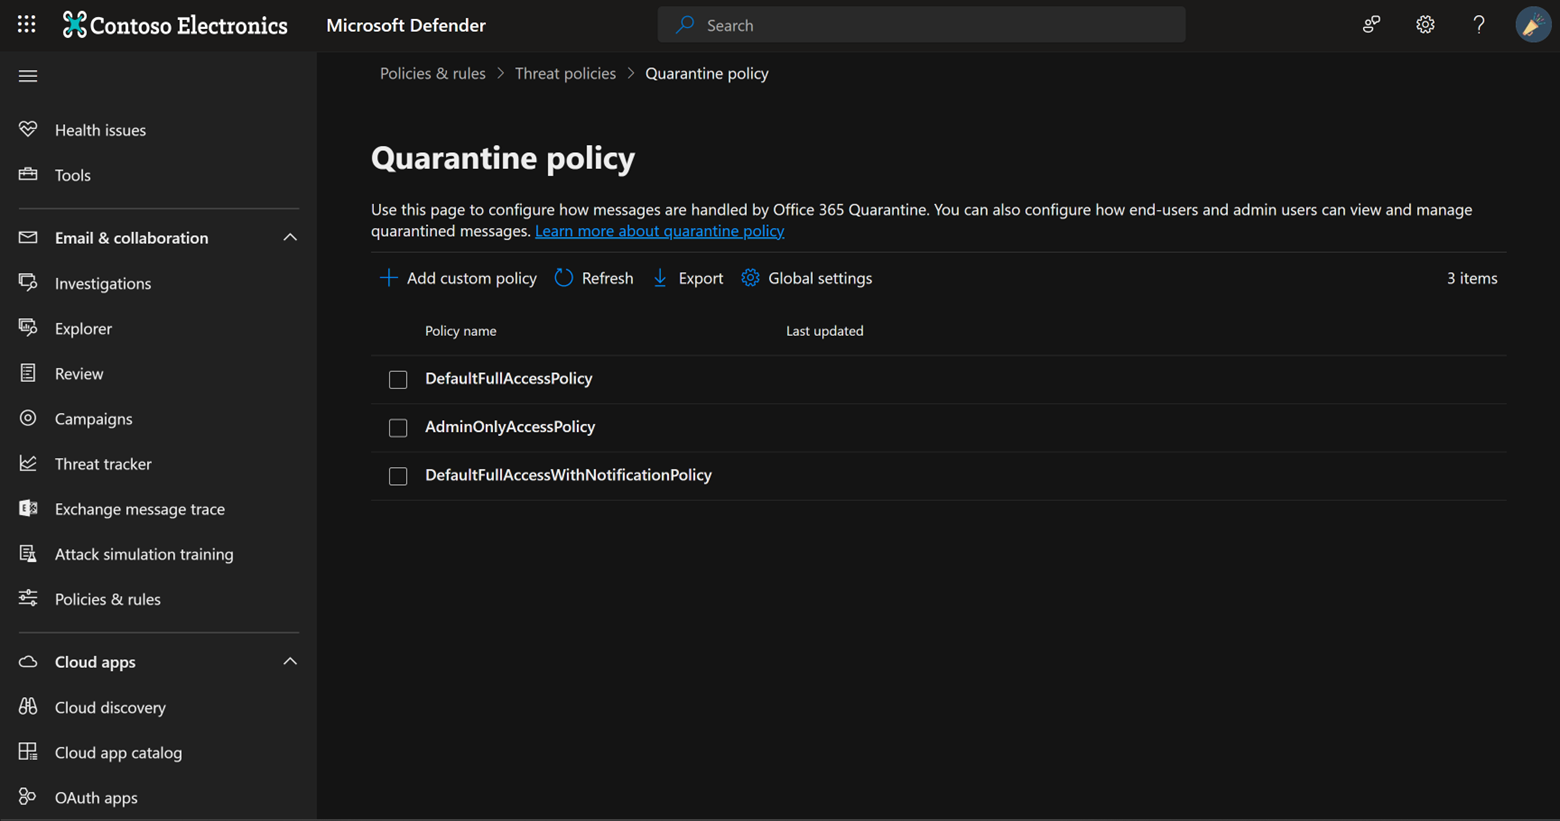 Contoso Electronics
Microsoft Defender
Search
Health issues
Tools
Email & collaboration
Investigations
Explorer
Review
Campaigns
Threat tracker
Exchange message trace
Attack simulation training
Policies & rules
Cloud apps
Cloud discovery
Cloud app catalog
OAuth apps
Policies & rules > Threat policies > Quarantine policy
Quarantine policy
Use this page to configure how messages are handled by Office 365 Quarantine. You can also configure how end-users and admin users can view and manage
quarantined messages. Learn more about quarantine policy
Add custom policy Refresh Export Global settings 3 items
Policy name Last updated
DefaultFullAccessPolicy
AdminOnlyAccessPolicy
DefaultFullAccessWithNotificationPolicy